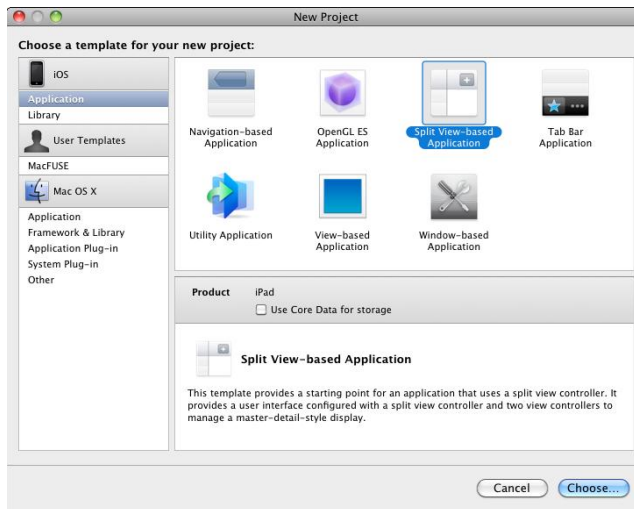 New Project
Choose a template for your new project:
iOS
Application
Library
User Templates
MacFUSE
Mac OS X
Application
Framework & Library
Application Plug-in
System Plug-in
Other
Navigation-based
Application
OpenGL ES
Application
Split View-based
Application
Tab Bar
Application
Utility Application
View-based
Application
Window-based
Application
Product iPad
Use Core Data for storage
Split View-based Application
This template provides a starting point for an application that uses a split view controller. It
provides a user interface configured with a split view controller and two view controllers to
manage a master-detail-style display.
Cancel Choose...